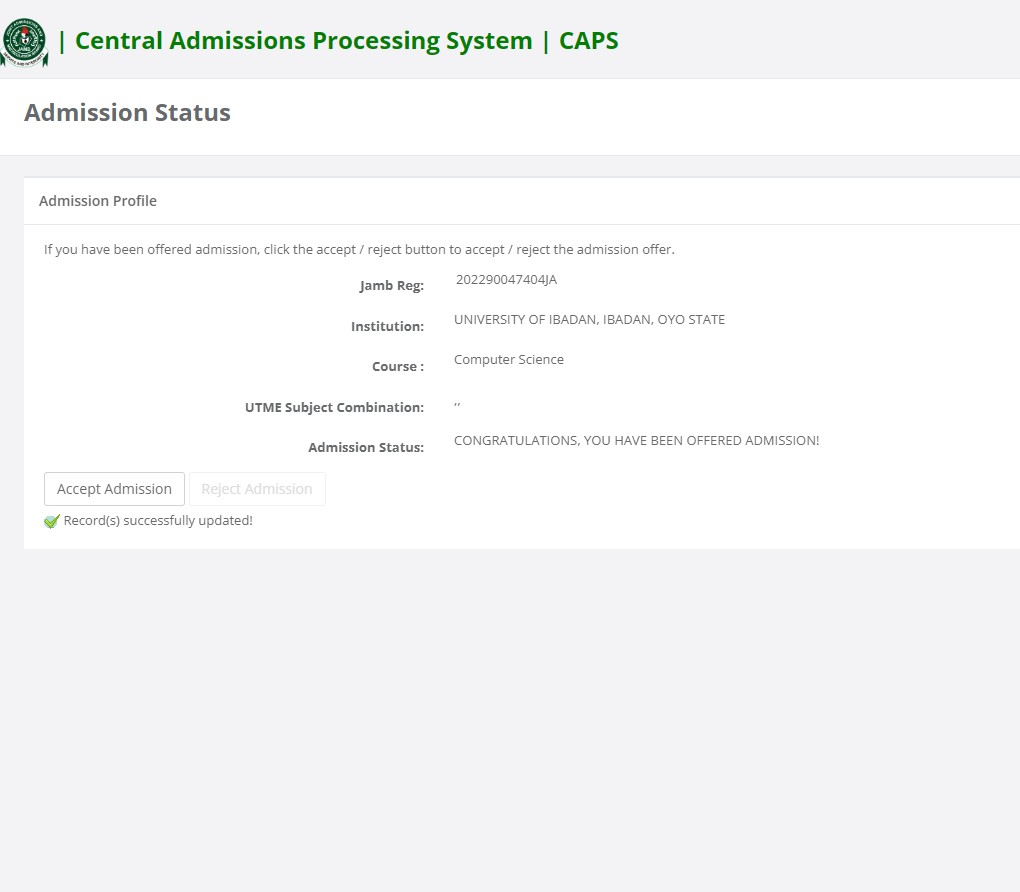 | Central Admissions Processing System | CAPS
Admission Status
Admission Profile
If you have been offered admission, click the accept / reject button to accept / reject the admission offer.
Jamb Reg: 202290047404JA
Institution: UNIVERSITY OF IBADAN, IBADAN, OYO STATE
Course : Computer Science
UTME Subject Combination: ,,
Admission Status: CONGRATULATIONS, YOU HAVE BEEN OFFERED ADMISSION!
Accept Admission Reject Admission
Record(s) successfully updated!